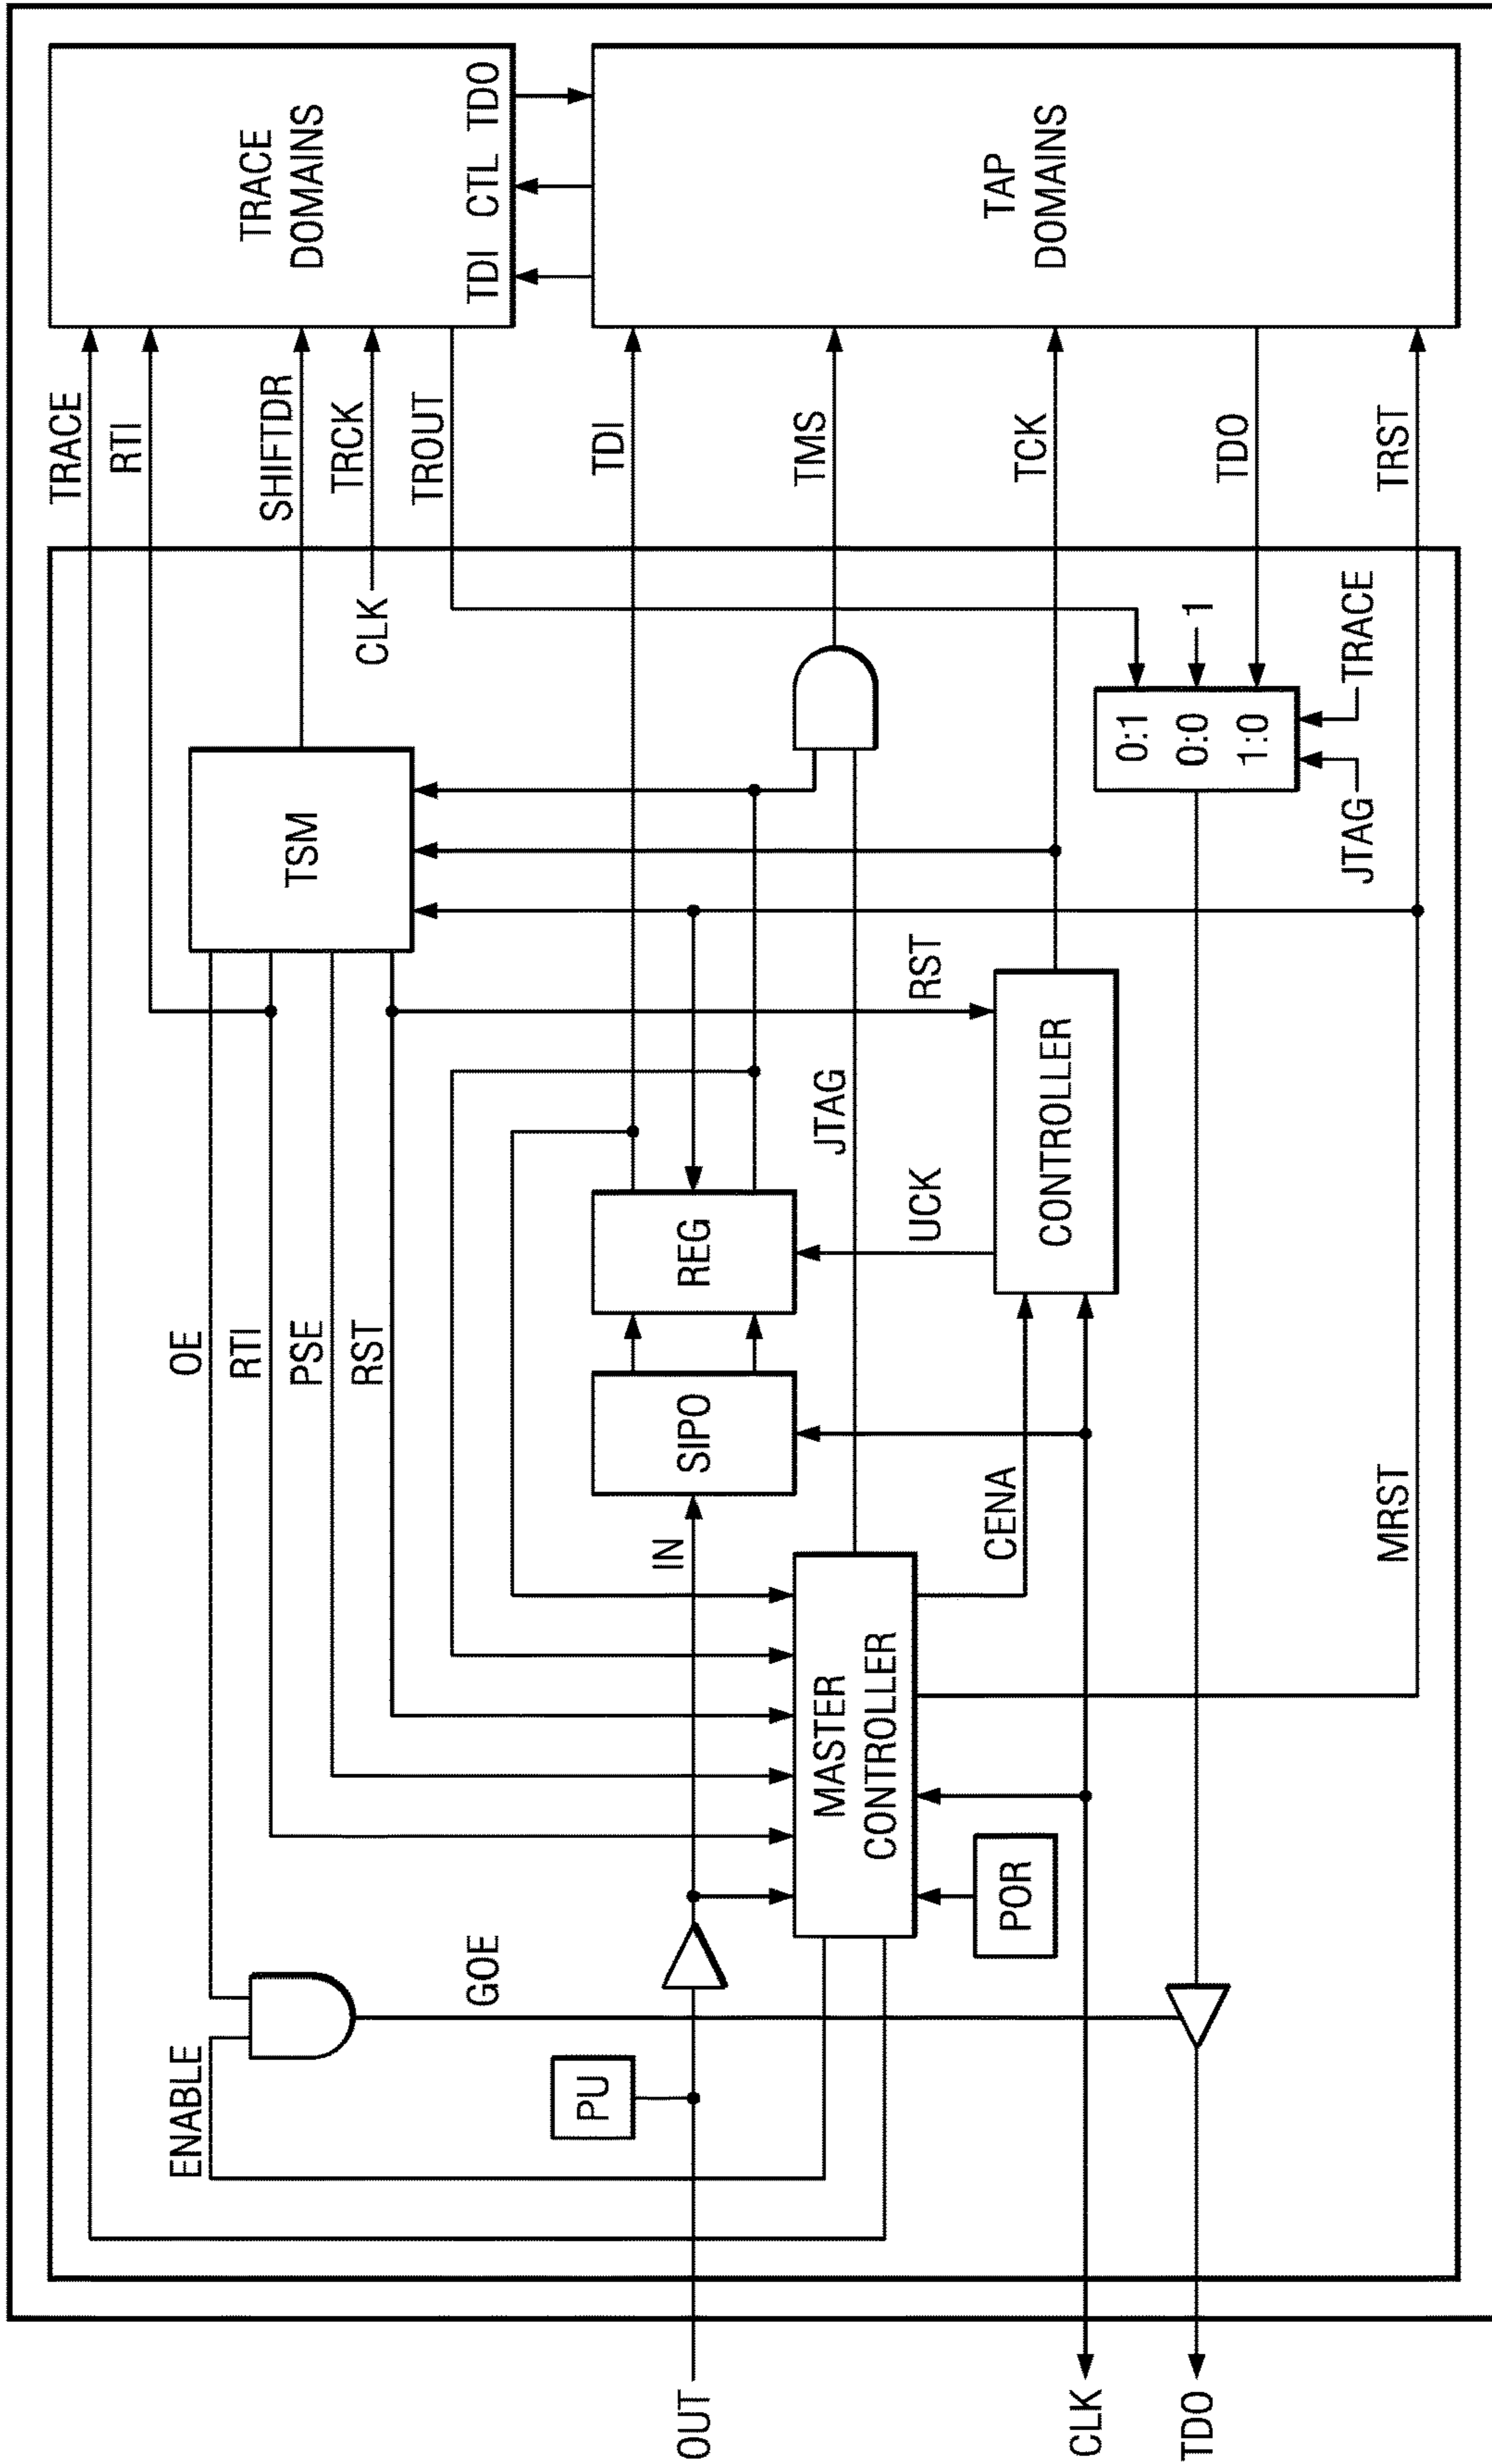 TRACE
RTI
SHIFTDR
TRCK
TROUT
TDI
TMS
TCK
TDO
TRST
TRACE
DOMAINS
TDI CTL TDO
TAP
DOMAINS
ENABLE
OE
RTI
PSE
RST
TSM
CLK
GOE
PU
IN
SIPO
REG
UCK
RST
JTAG
CONTROLLER
CENA
MASTER
CONTROLLER
POR
MRST
0:1
0:0
1:0
1
JTAG
TRACE
OUT
CLK
TDO